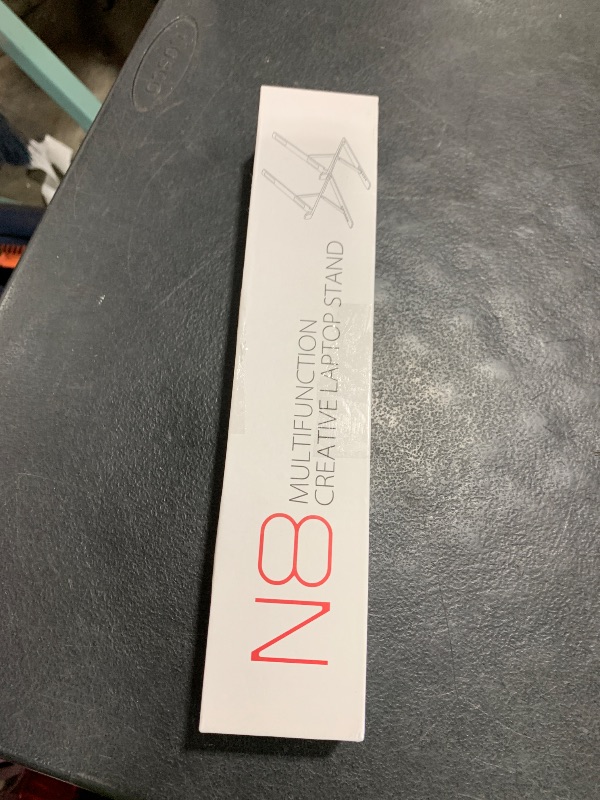 N8
MULTIFUNCTION
CREATIVE LAPTOP STAND